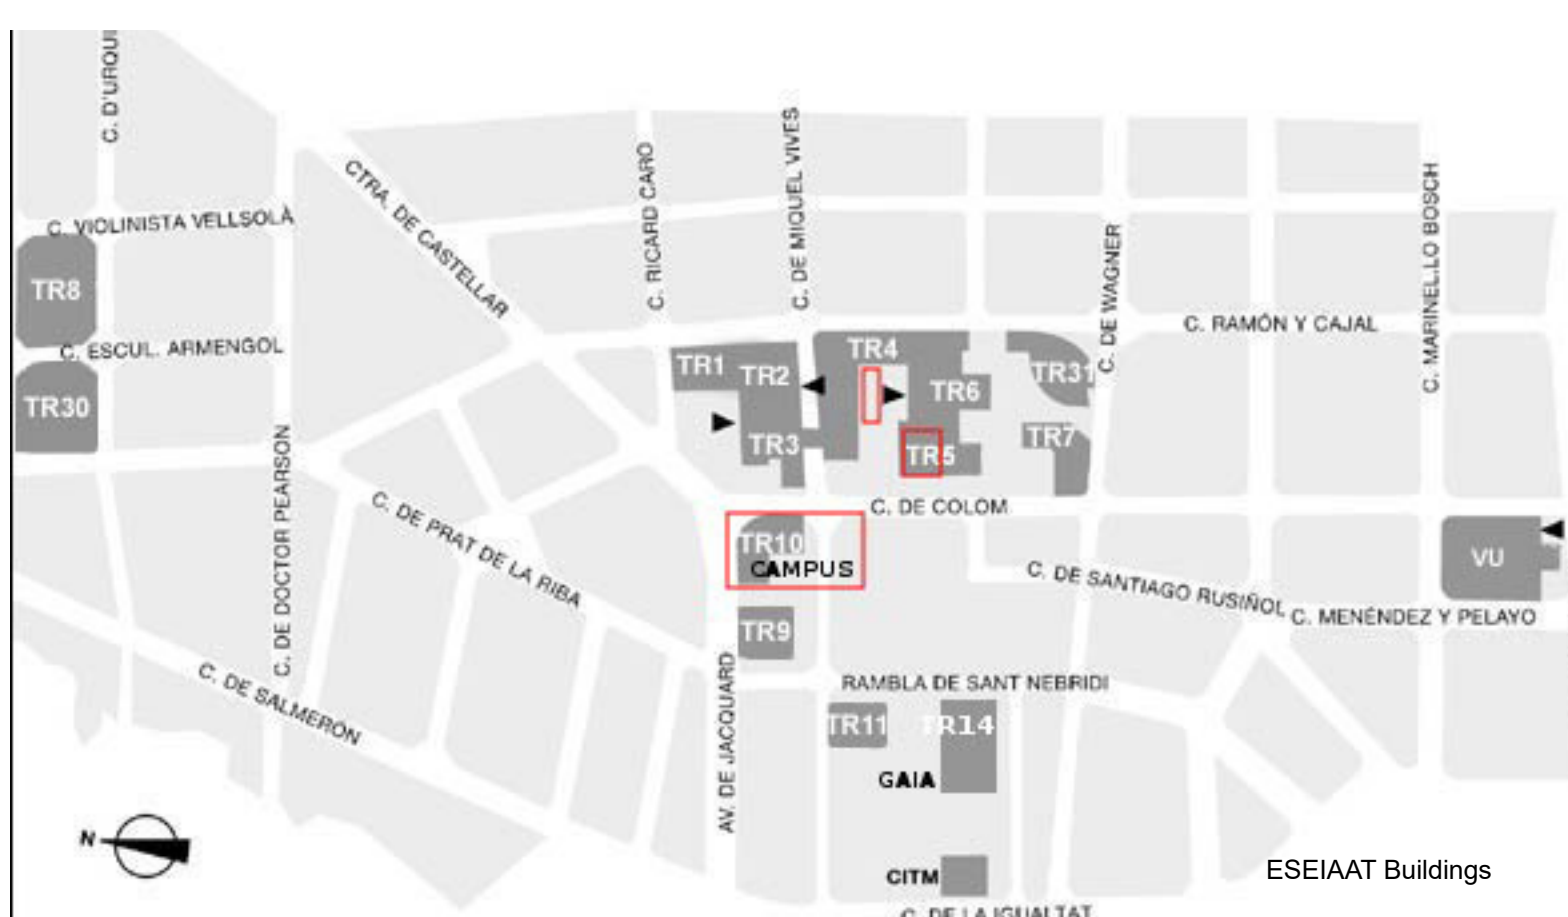 C. D'URQUI
C. VIOLINISTA VELLSOLÀ
TR8
C. ESCUL. ARMENGOL
TR30
C. DE DOCTOR PEARSON
CTRA. DE CASTELLAR
C. RICARD CARO
C. DE MIQUEL VIVES
C. DE WAGNER
C. RAMÓN Y CAJAL
C. MARINEL.LO BOSCH
TR1
TR2
TR3
TR4
TR6
TR5
TR31
TR7
C. DE COLOM
C. DE PRAT DE LA RIBA
TR10
CAMPUS
TR9
C. DE SANTIAGO RUSIÑOL
C. MENÉNDEZ Y PELAYO
VU
C. DE SALMERON
AV. DE JACQUARD
RAMBLA DE SANT NEBRIDI
TR11
TR14
GAIA
CITM
N
ESEIAAT Buildings
C. DE LA IGUALTAT